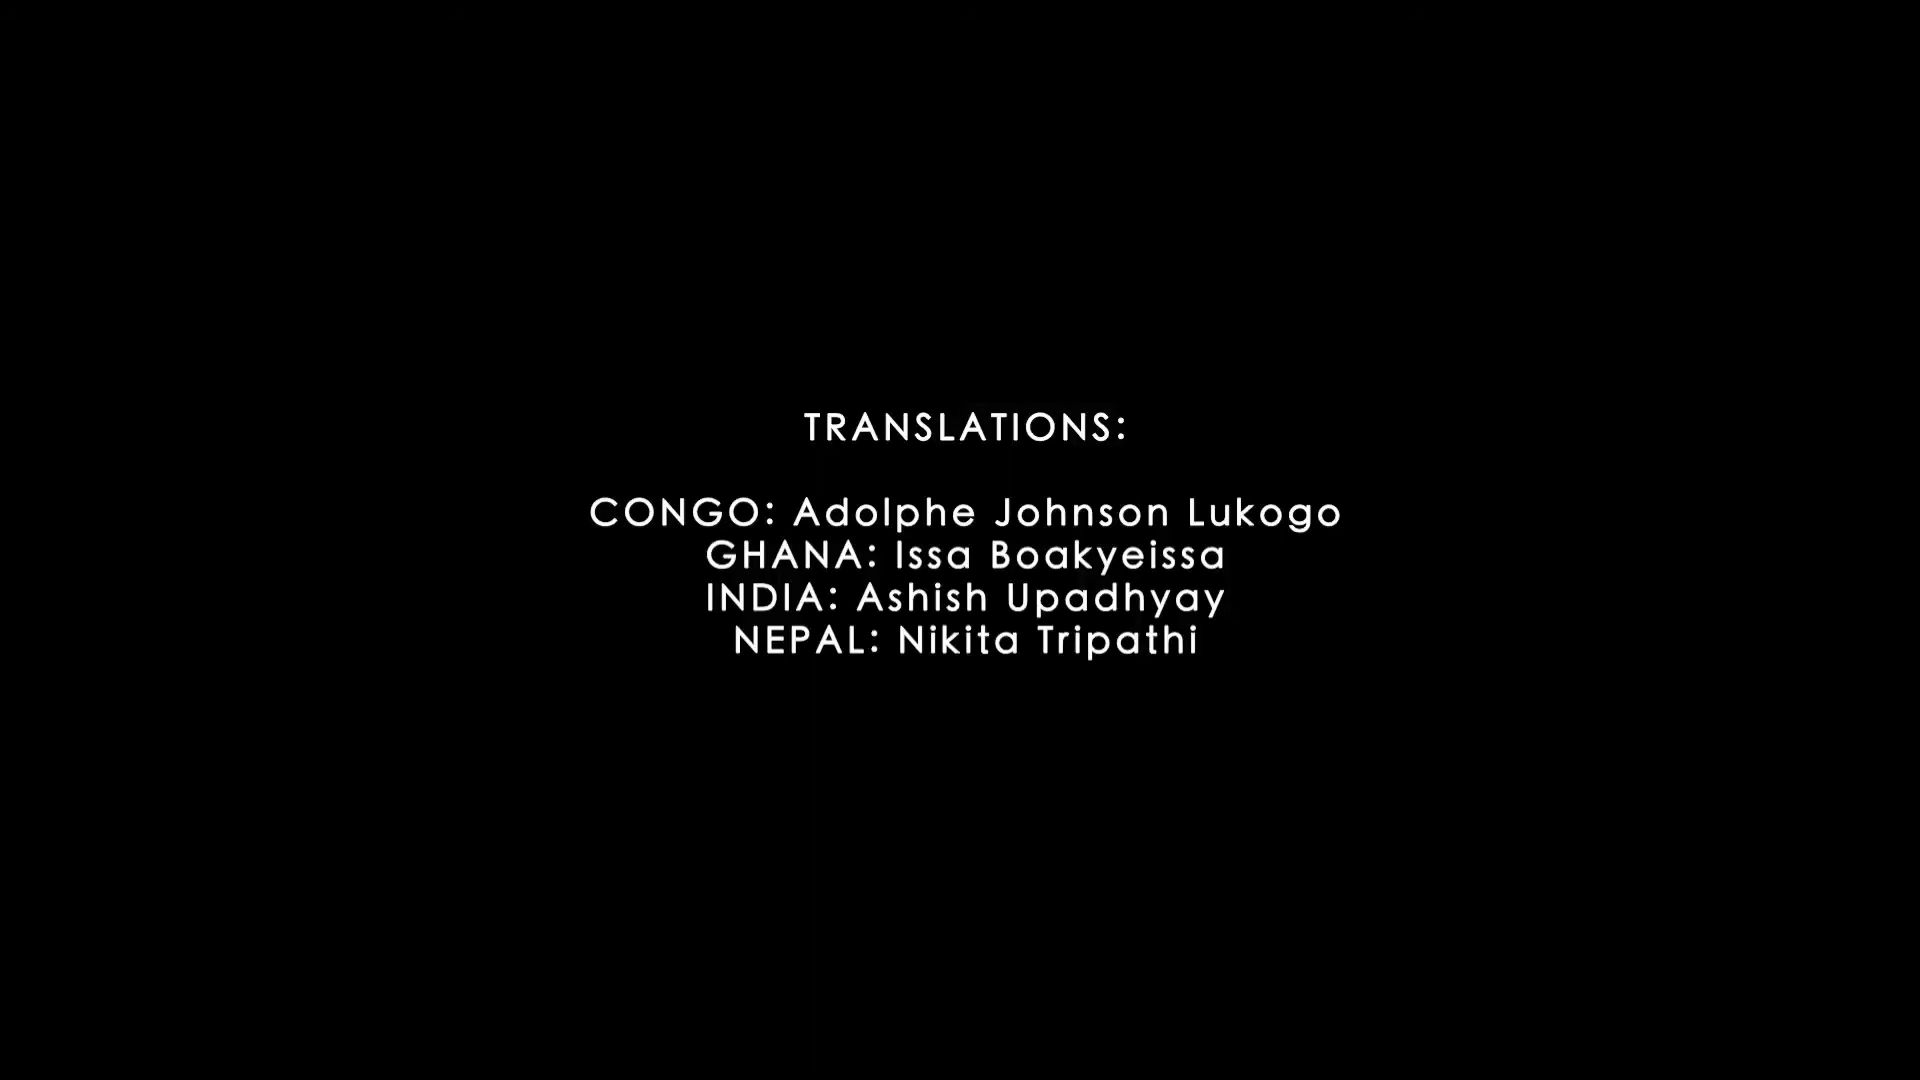 TRANSLATIONS:
CONGO: Adolphe Johnson Lukogo
GHANA: Issa Boakyeissa
INDIA: Ashish Upadhyay
NEPAL: Nikita Tripathi